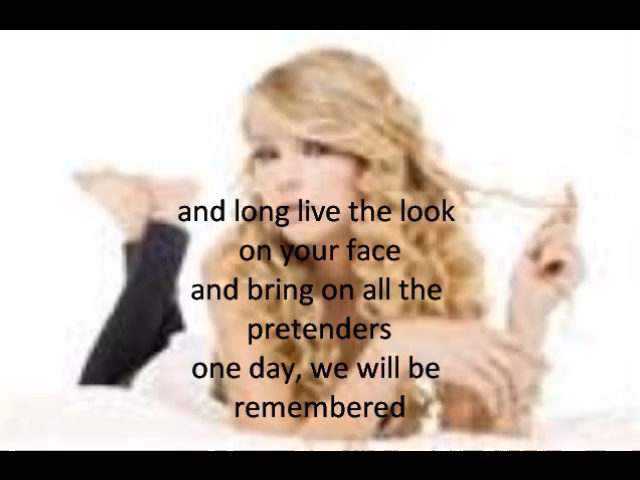 and long live the look
on your face
and bring on all the
pretenders
one day, we will be
remembered